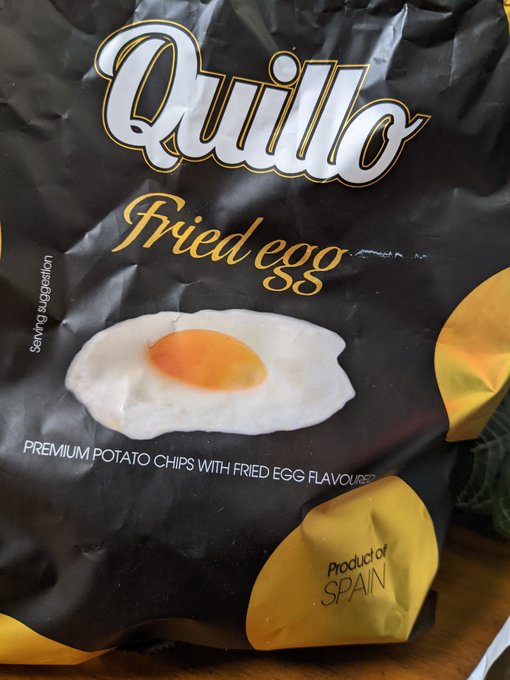 Quillo
Fried egg
Serving suggestion
PREMIUM POTATO CHIPS WITH FRIED EGG FLAVOURED
Product of
SPAIN